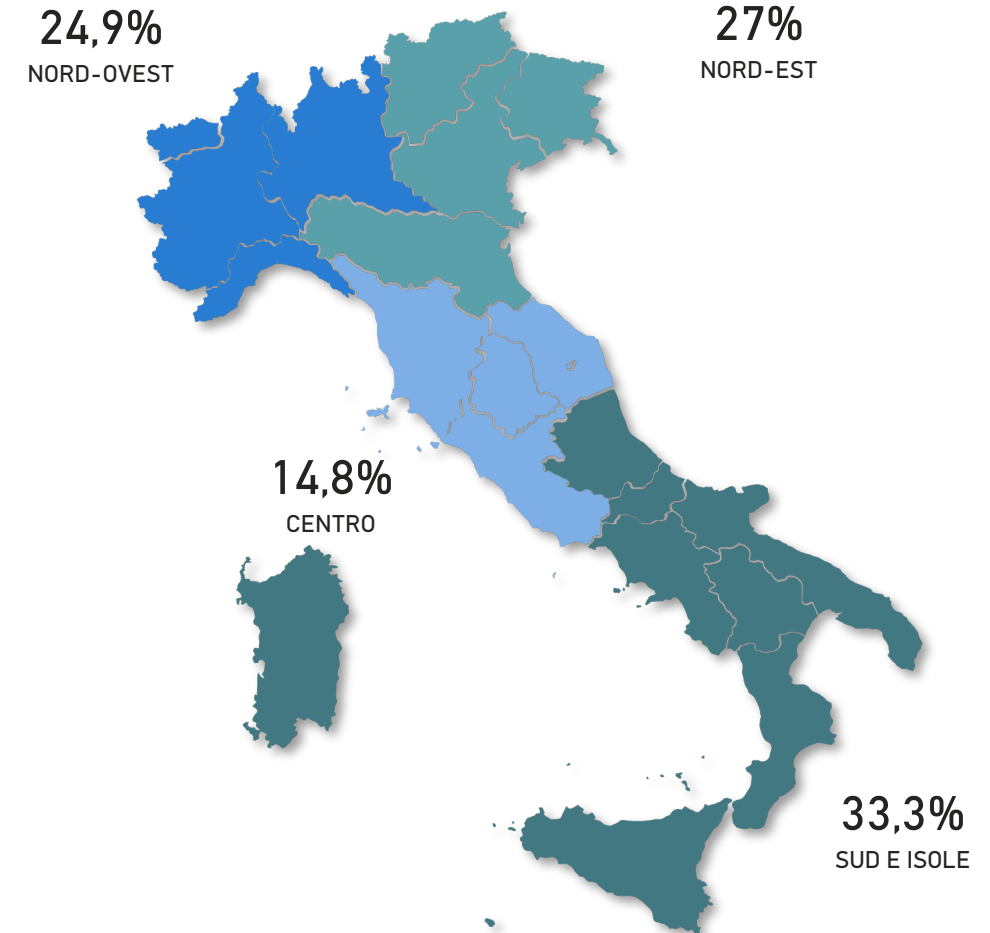 24,9%
NORD-OVEST
27%
NORD-EST
14,8%
CENTRO
33,3%
SUD E ISOLE